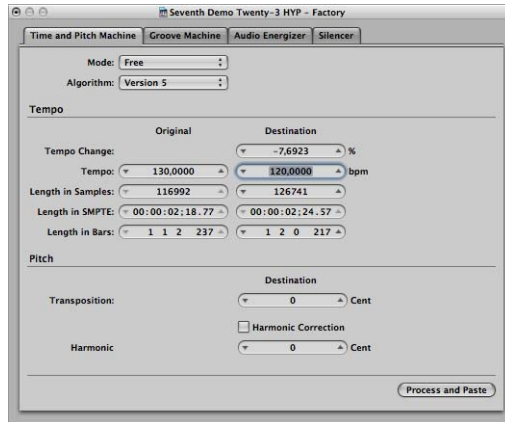 Seventh Demo Twenty-3 HYP - Factory
Time and Pitch Machine Groove Machine Audio Energizer Silencer
Mode: Free
Algorithm: Version 5
Tempo
Original Destination
Tempo Change: -7,6923 %
Tempo: 130,0000 120,0000 bpm
Length in Samples: 116992 126741
Length in SMPTE: 00:00:02;18.77 00:00:02;24.57
Length in Bars: 1 1 2 237 1 2 0 217
Pitch
Destination
Transposition: 0 Cent
Harmonic Correction
Harmonic 0 Cent
Process and Paste